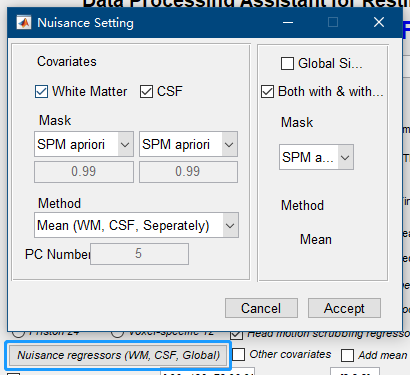 Data Processing Assistant for Rest
Nuisance Setting
Covariates
Global Si...
White Matter CSF
Both with & with...
Mask
Mask
SPM apriori SPM apriori
SPM a...
0.99 0.99
Method
Method
Mean (WM, CSF, Seperately)
Mean
PC Number 5
Cancel Accept
Friston 24 Voxel-specific 12 Head motion scrubbing regresso
Nuisance regressors (WM, CSF, Global) Other covariates Add mean